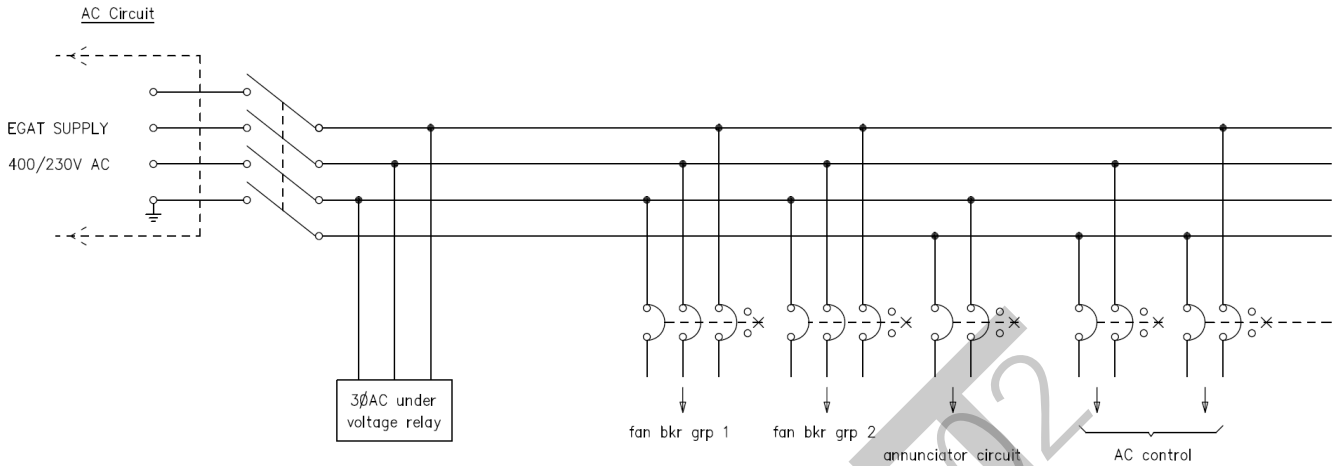 AC Circuit
EGAT SUPPLY
400/230V AC
3ØAC under
voltage relay
fan bkr grp 1
fan bkr grp 2
annunciator circuit
AC control